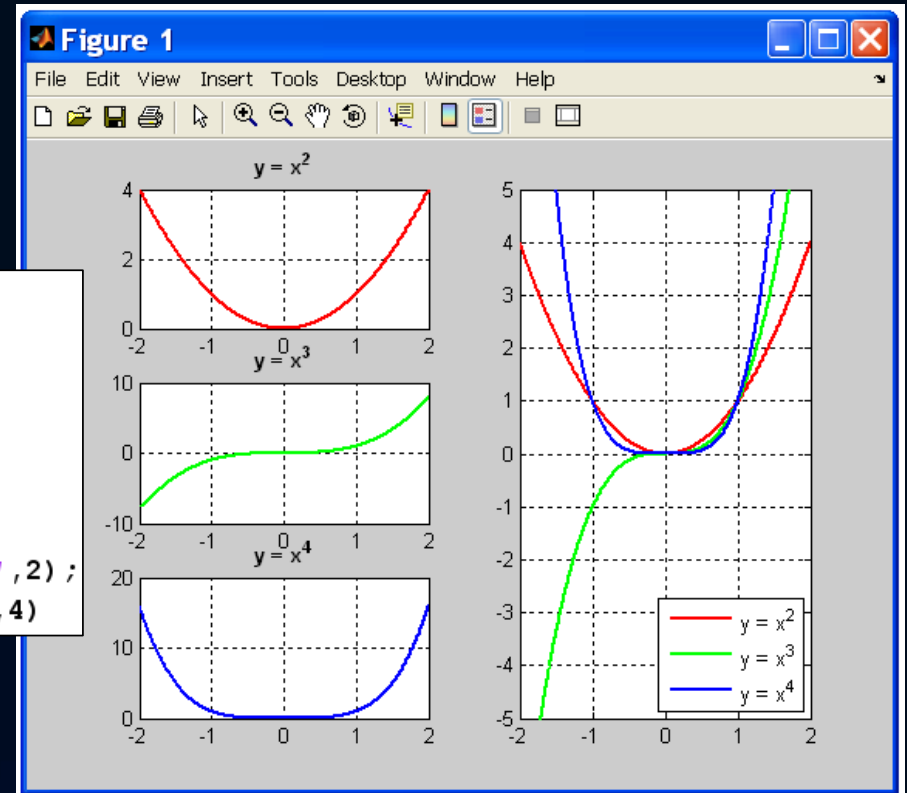 Figure 1
File Edit View Insert Tools Desktop Window Help
y = x²
4
2
0
-2 -1 0 1 2
y = x³
10
0
-10
-2 -1 0 1 2
y = x⁴
20
10
0
-2 -1 0 1 2
,2);
,4)
5
4
3
2
1
0
-1
-2
-3
-4
-5
-2 -1 0 1 2
y = x²
y = x³
y = x⁴